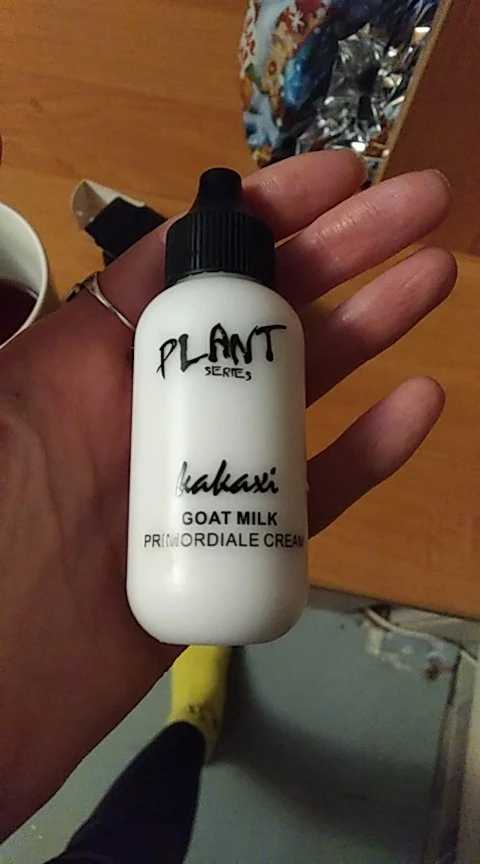 PLANT
SERIES
kakaxi
GOAT MILK
PRIMORDIALE CREAM